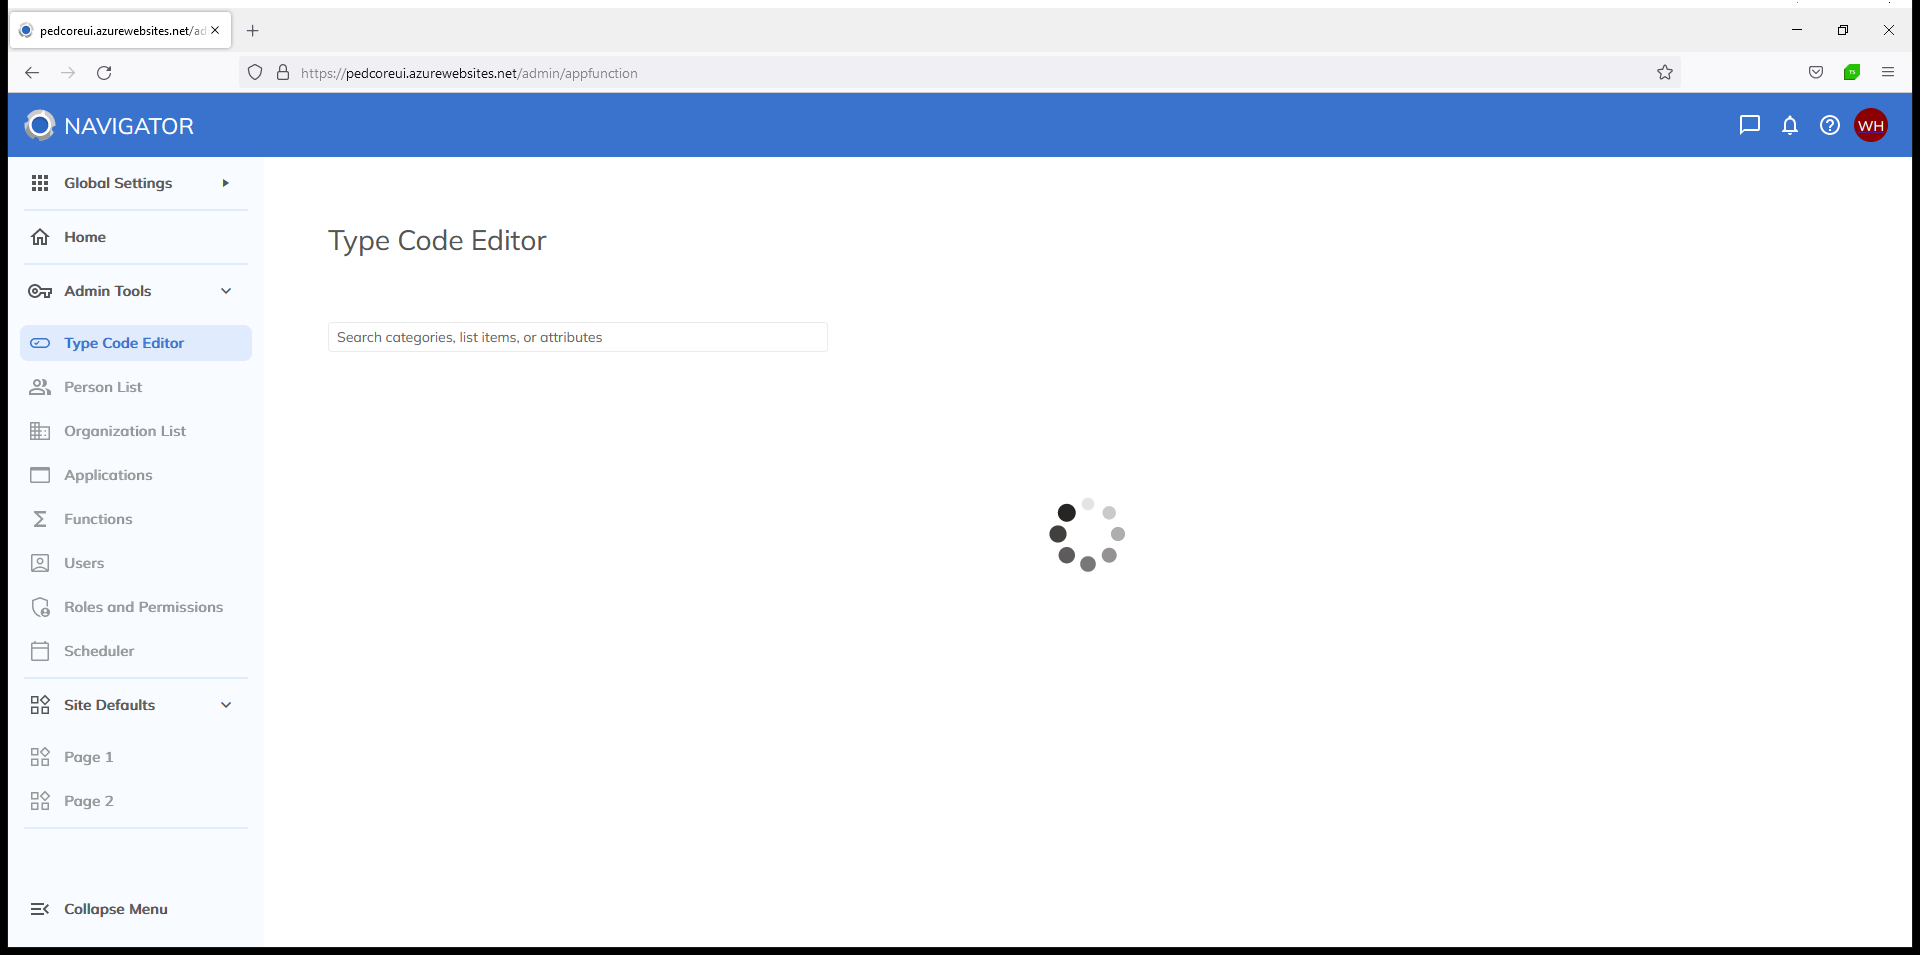 pedcoreui.azurewebsites.net/ad
https://pedcoreui.azurewebsites.net/admin/appfunction
TS
NAVIGATOR
WH
Global Settings
Home
Admin Tools
Type Code Editor
Person List
Organization List
Applications
Functions
Users
Roles and Permissions
Scheduler
Site Defaults
Page 1
Page 2
Collapse Menu
Type Code Editor
Search categories, list items, or attributes